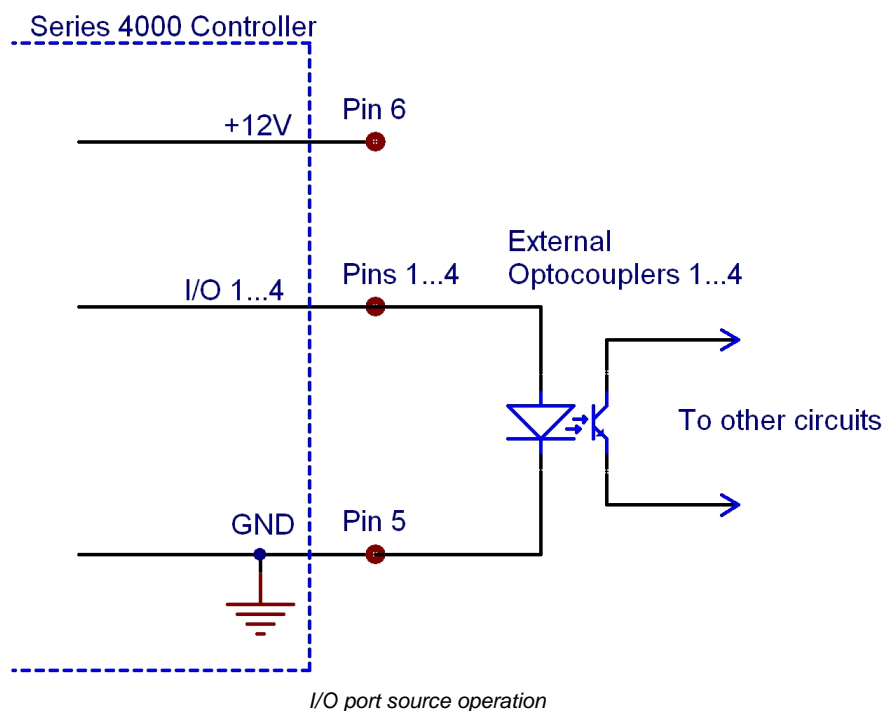 Series 4000 Controller
+12V
Pin 6
External
Optocouplers 1...4
I/O 1...4
Pins 1...4
To other circuits
GND
Pin 5
I/O port source operation